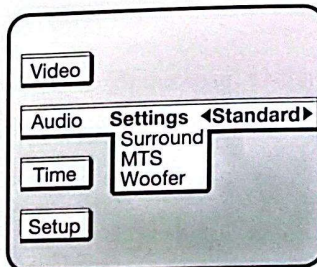 Video
Audio Settings ◀Standard▶
Surround
MTS
Woofer
Time
Setup